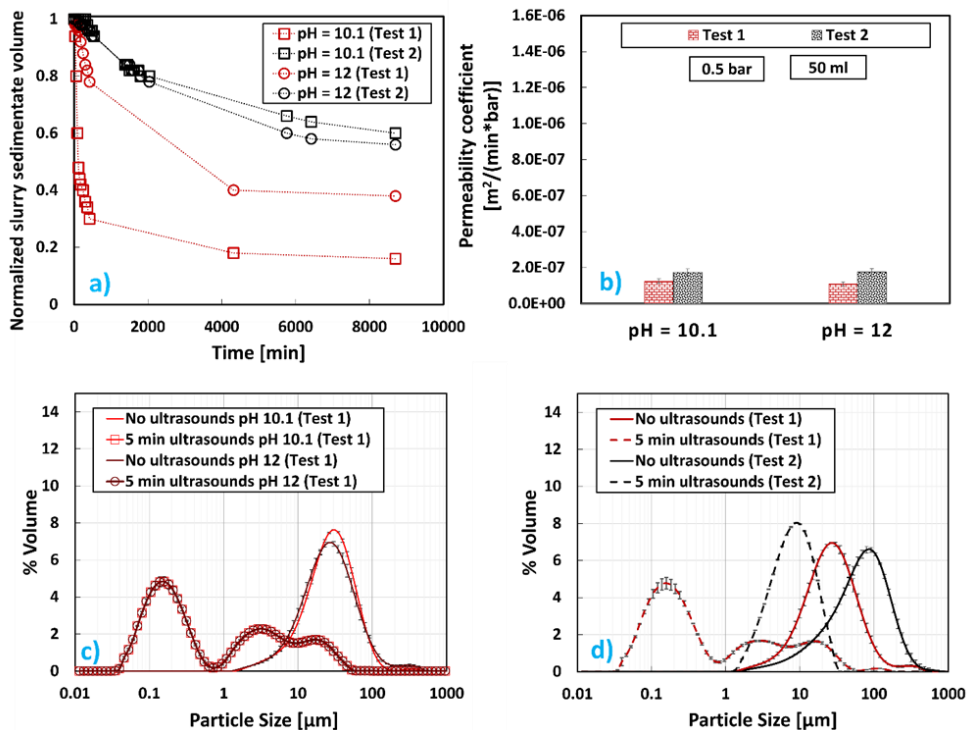 Normalized slurry sedimentate volume
1
0.8
0.6
0.4
0.2
0
pH = 10.1 (Test 1)
pH = 10.1 (Test 2)
pH = 12 (Test 1)
pH = 12 (Test 2)
a)
0 2000 4000 6000 8000 10000
Time [min]
Permeability coefficient
[m²/(min*bar)]
1.6E-06
1.4E-06
1.2E-06
1.0E-06
8.0E-07
6.0E-07
4.0E-07
2.0E-07
0.0E+00
Test 1 Test 2
0.5 bar 50 ml
b)
pH = 10.1 pH = 12
% Volume
14
12
10
8
6
4
2
0
No ultrasounds pH 10.1 (Test 1)
5 min ultrasounds pH 10.1 (Test 1)
No ultrasounds pH 12 (Test 1)
5 min ultrasounds pH 12 (Test 1)
c)
0.01 0.1 1 10 100 1000
Particle Size [µm]
% Volume
14
12
10
8
6
4
2
0
No ultrasounds (Test 1)
5 min ultrasounds (Test 1)
No ultrasounds (Test 2)
5 min ultrasounds (Test 2)
d)
0.01 0.1 1 10 100 1000
Particle Size [µm]